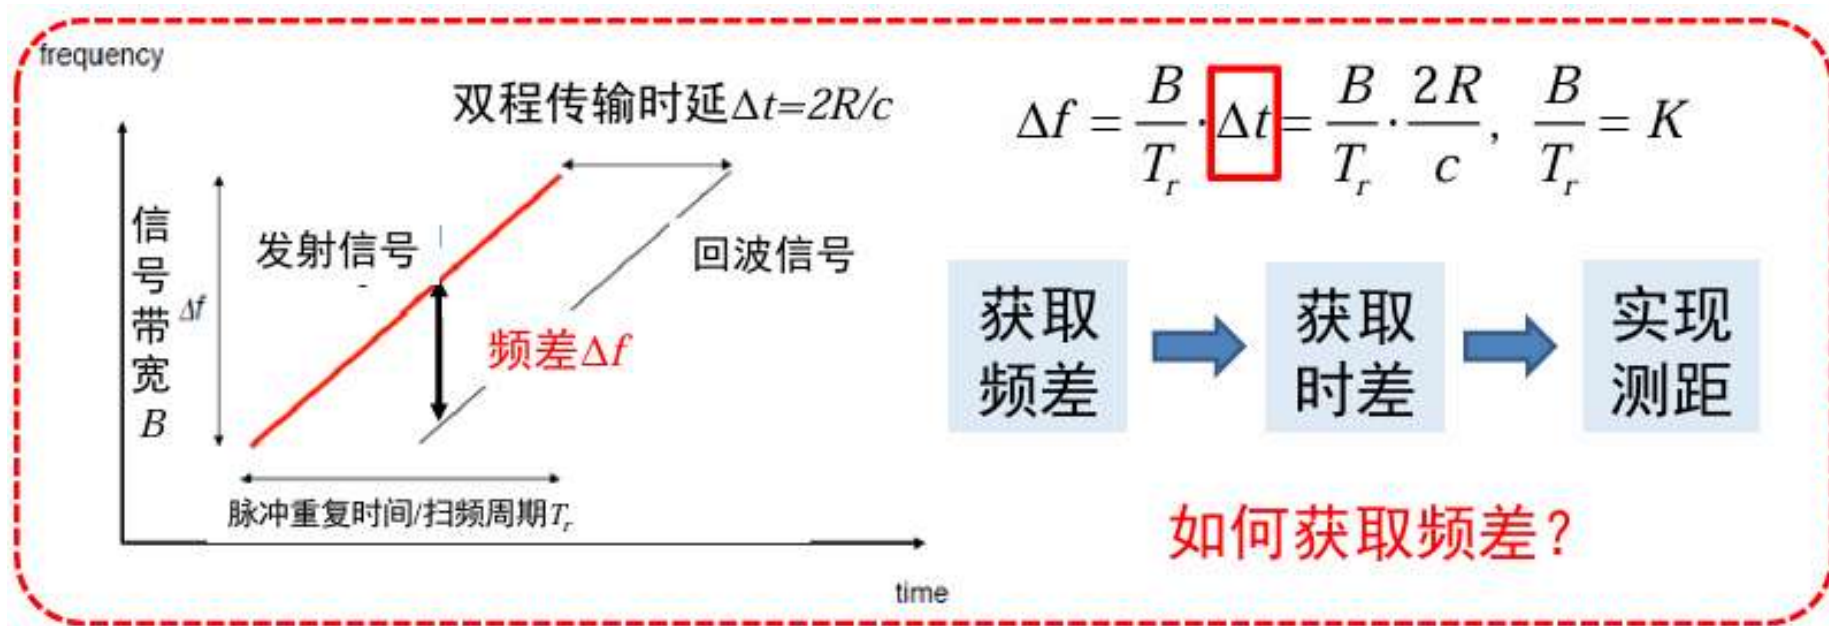 frequency
双程传输时延Δt=2R/c
Δf = B/T_r · Δt = B/T_r · 2R/c, B/T_r = K
信号带宽B
Δf
发射信号
回波信号
频差Δf
获取
频差
获取
时差
实现
测距
脉冲重复时间/扫频周期T_r
如何获取频差？
time